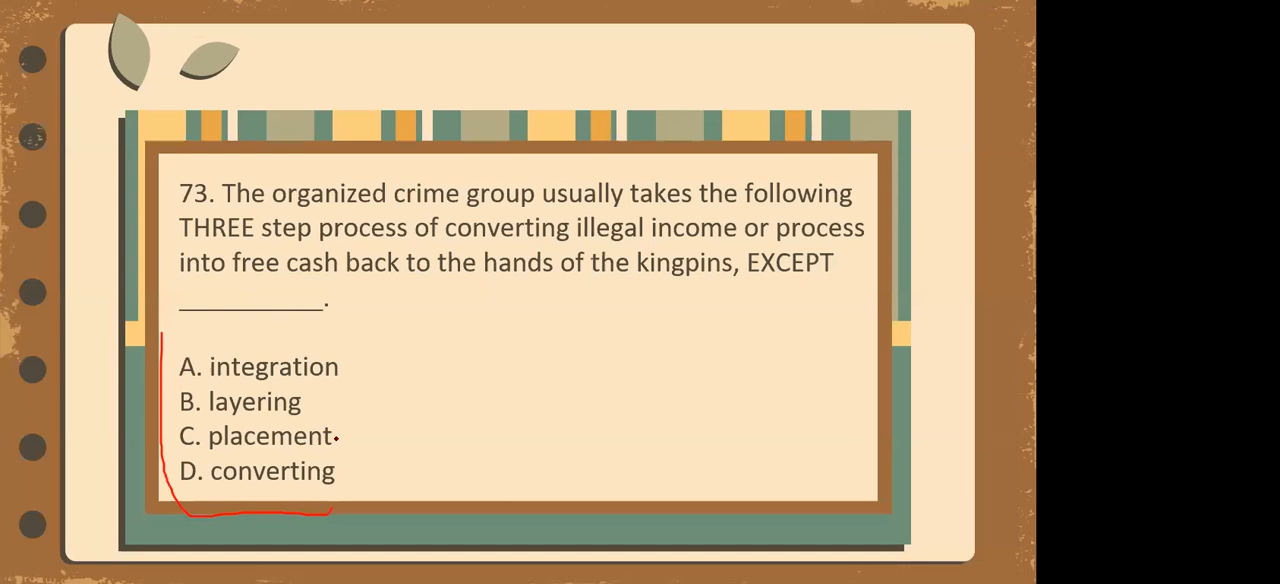 73. The organized crime group usually takes the following
THREE step process of converting illegal income or process
into free cash back to the hands of the kingpins, EXCEPT
____________.
A. integration
B. layering
C. placement
D. converting